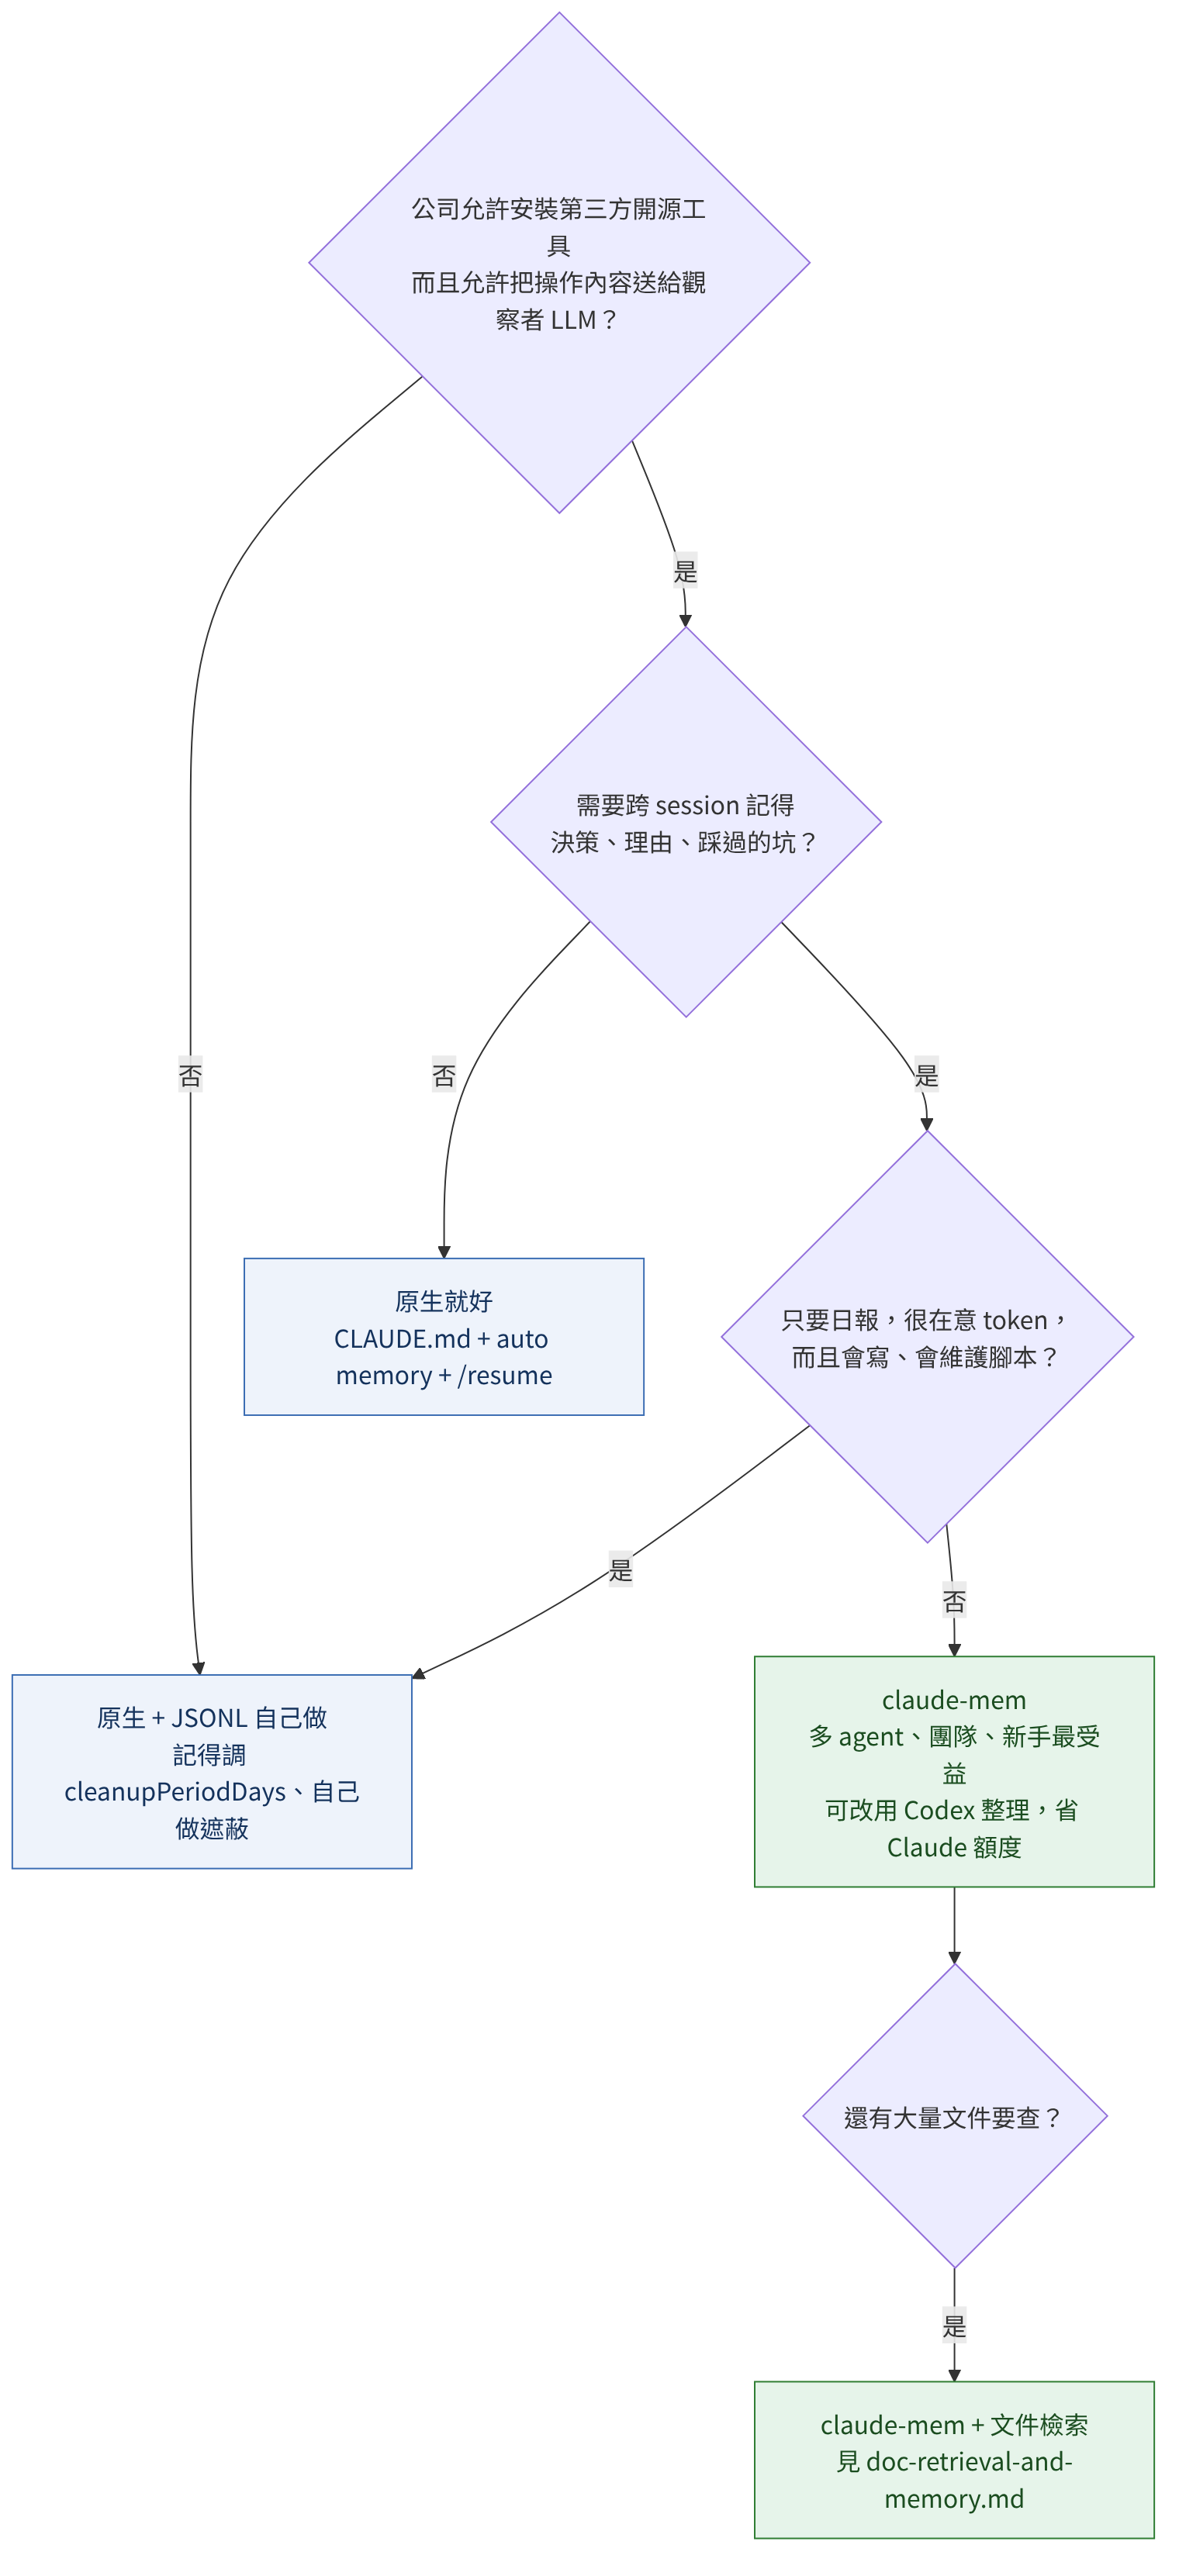 公司允許安裝第三方開源工
具
而且允許把操作內容送給觀
察者 LLM？
是
需要跨 session 記得
決策、理由、踩過的坑？
否
否
是
原生就好
CLAUDE.md + auto
memory + /resume
只要日報，很在意 token，
而且會寫、會維護腳本？
是
否
原生 + JSONL 自己做
記得調
cleanupPeriodDays、自己
做遮蔽
claude-mem
多 agent、團隊、新手最受
益
可改用 Codex 整理，省
Claude 額度
還有大量文件要查？
是
claude-mem + 文件檢索
見 doc-retrieval-and-
memory.md